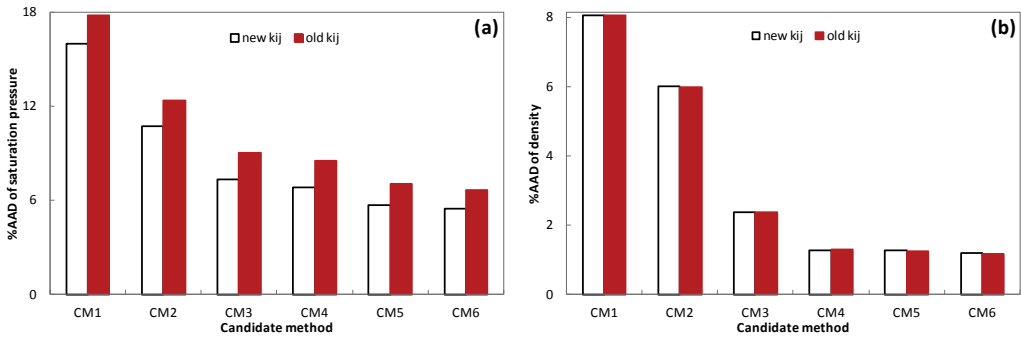 18
12
6
0
%AAD of saturation pressure
new kij old kij
(a)
CM1 CM2 CM3 CM4 CM5 CM6
Candidate method
8
6
4
2
0
%AAD of density
new kij old kij
(b)
CM1 CM2 CM3 CM4 CM5 CM6
Candidate method